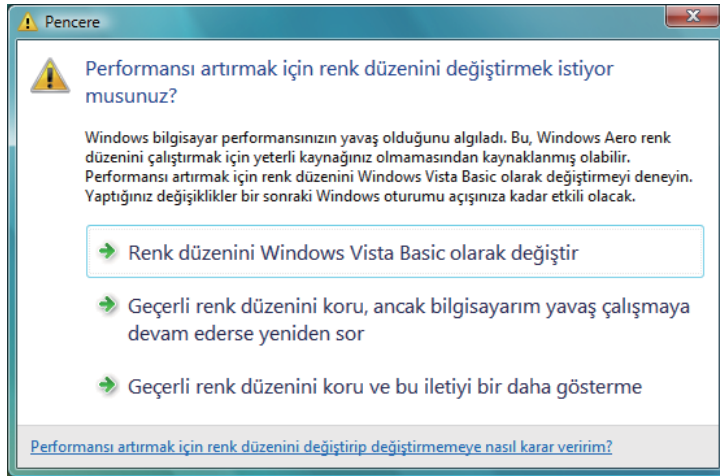 Pencere
Performansı artırmak için renk düzenini değiştirmek istiyor
musunuz?
Windows bilgisayar performansınızın yavaş olduğunu algıladı. Bu, Windows Aero renk
düzenini çalıştırmak için yeterli kaynağınız olmamasından kaynaklanmış olabilir.
Performansı artırmak için renk düzenini Windows Vista Basic olarak değiştirmeyi deneyin.
Yaptığınız değişiklikler bir sonraki Windows oturumu açışınıza kadar etkili olacak.
Renk düzenini Windows Vista Basic olarak değiştir
Geçerli renk düzenini koru, ancak bilgisayarım yavaş çalışmaya
devam ederse yeniden sor
Geçerli renk düzenini koru ve bu iletiyi bir daha gösterme
Performansı artırmak için renk düzenini değiştirip değiştirmemeye nasıl karar veririm?